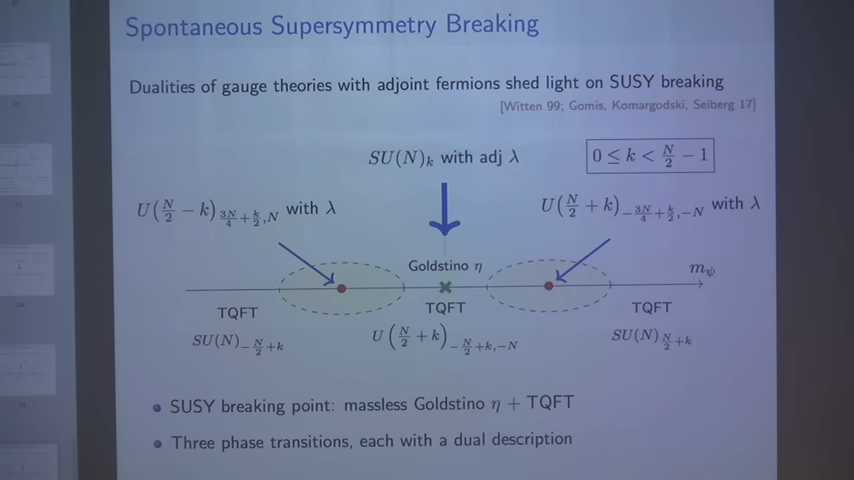 Spontaneous Supersymmetry Breaking
Dualities of gauge theories with adjoint fermions shed light on SUSY breaking
[Witten 99; Gomis, Komargodski, Seiberg 17]
SU(N)_k with adj λ
0 ≤ k < N/2 − 1
U(N/2 − k)_{3N/4 + k/2, N} with λ
U(N/2 + k)_{−3N/4 + k/2, −N} with λ
Goldstino η
m_ψ
TQFT
TQFT
TQFT
SU(N)_{−N/2 + k}
U(N/2 + k)_{−N/2 + k, −N}
SU(N)_{N/2 + k}
SUSY breaking point: massless Goldstino η + TQFT
Three phase transitions, each with a dual description